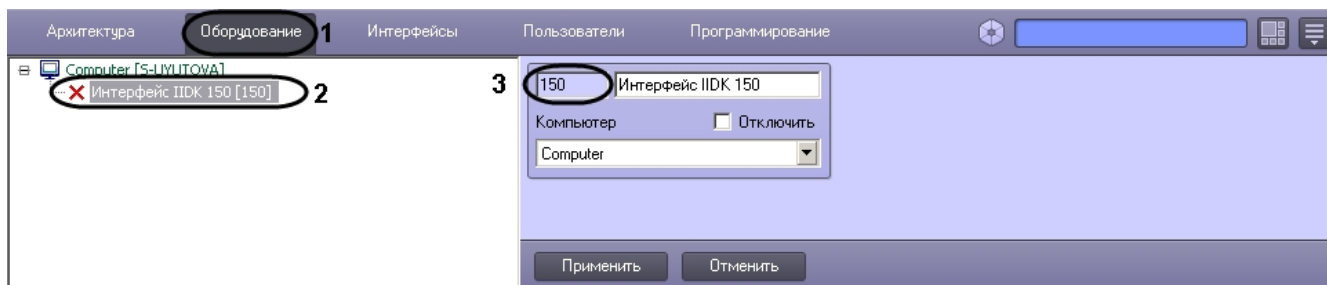 Архитектура Оборудование 1 Интерфейсы Пользователи Программирование
Computer [S-UYUTOVA]
Интерфейс IIDK 150 [150] 2
3 150 Интерфейс IIDK 150
Компьютер Отключить
Computer
Применить Отменить